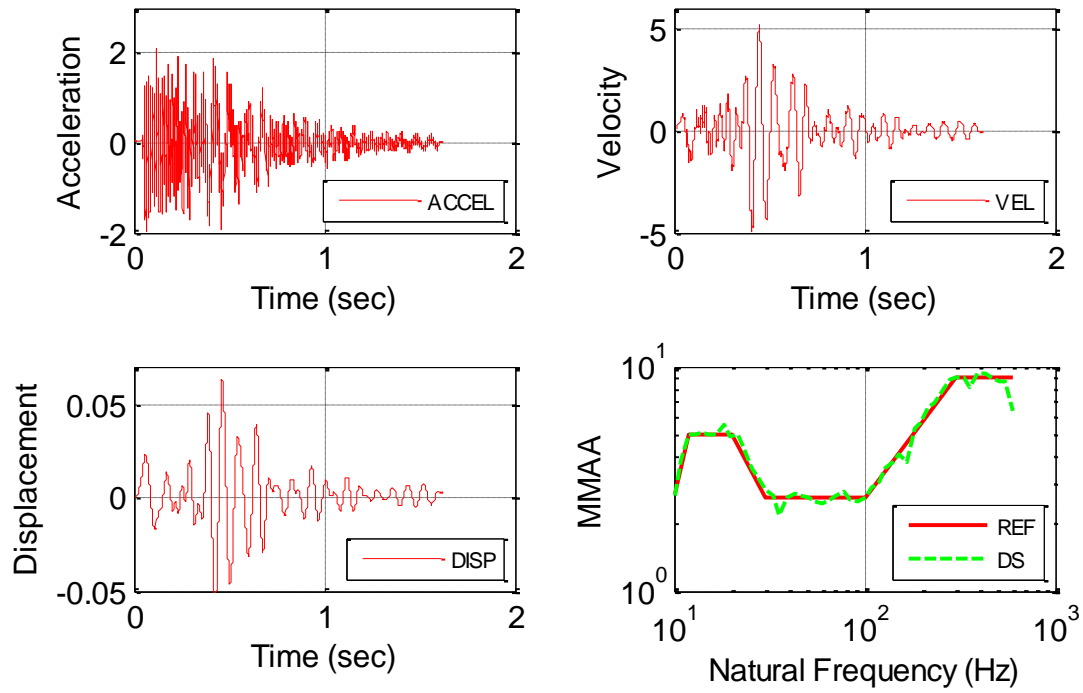 Acceleration
2
0
-2
0
1
2
Time (sec)
ACCEL
Velocity
5
0
-5
0
1
2
Time (sec)
VEL
Displacement
0.05
0
-0.05
0
1
2
Time (sec)
DISP
MMAA
10^1
10^0
10^1
10^2
10^3
Natural Frequency (Hz)
REF
DS